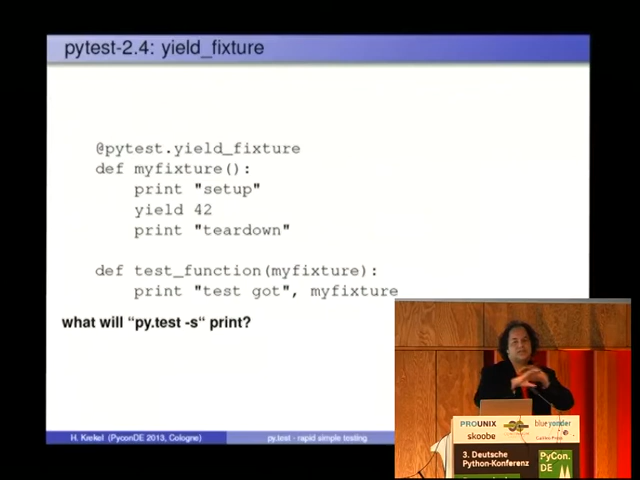 pytest-2.4: yield_fixture
@pytest.yield_fixture
def myfixture():
print "setup"
yield 42
print "teardown"
def test_function(myfixture):
print "test got", myfixture
what will “py.test -s“ print?
H. Krekel (PyconDE 2013, Cologne)
py.test - rapid simple testing
PROUNIX
skoobe
blueyonder
3. Deutsche
Python-Konferenz
PyCon.
DE